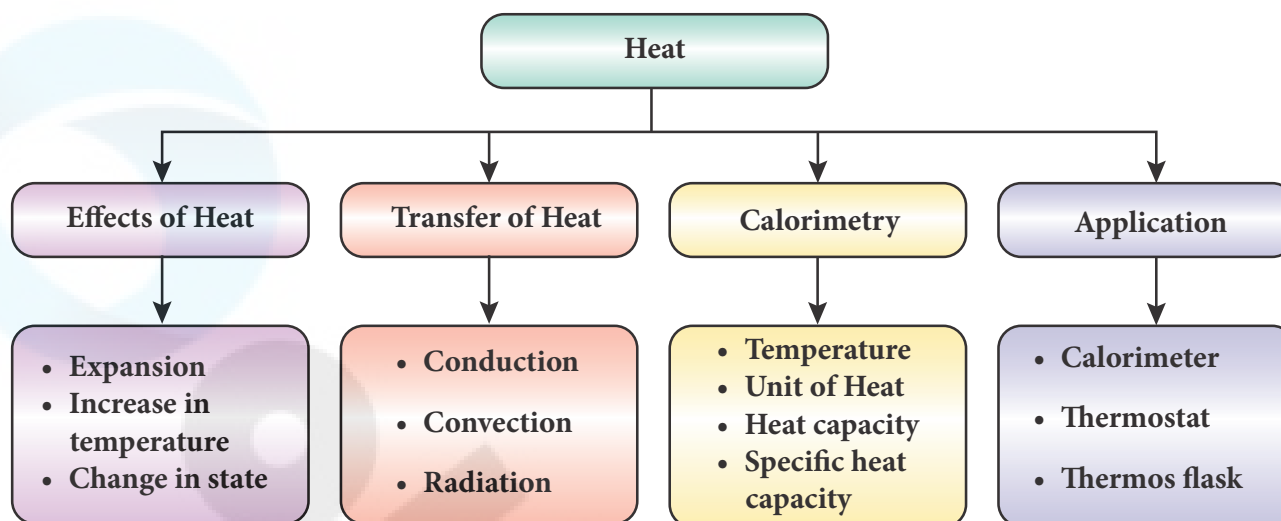 Heat
Effects of Heat
Transfer of Heat
Calorimetry
Application
• Expansion
• Increase in
temperature
• Change in state
• Conduction
• Convection
• Radiation
• Temperature
• Unit of Heat
• Heat capacity
• Specific heat
capacity
• Calorimeter
• Thermostat
• Thermos flask